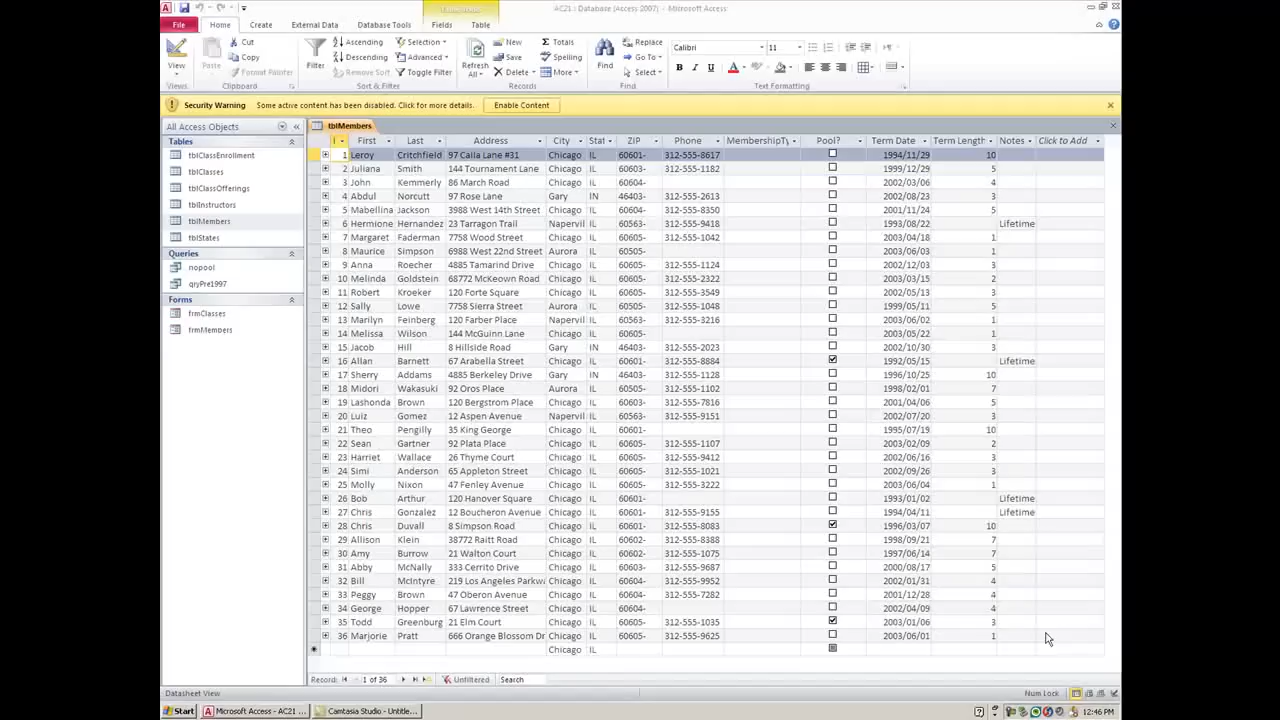 AC21 : Database (Access 2007) - Microsoft Access
File Home Create External Data Database Tools Fields Table
View Paste Cut Copy Format Painter Filter Ascending Descending Remove Sort Selection Advanced Toggle Filter Refresh All New Save Delete Totals Spelling More Find Replace Go To Select Calibri 11 B I U A
Views Clipboard Sort & Filter Records Find Text Formatting
Security Warning Some active content has been disabled. Click for more details. Enable Content
All Access Objects
Tables
tblClassEnrollment
tblClasses
tblClassOfferings
tblInstructors
tblMembers
tblStates
Queries
nopool
qryPre1997
Forms
frmClasses
frmMembers
tblMembers
I First Last Address City Stat ZIP Phone MembershipTy Pool? Term Date Term Length Notes Click to Add
1 Leroy Critchfield 97 Calla Lane #31 Chicago IL 60601- 312-555-8617 1994/11/29 10
2 Juliana Smith 144 Tournament Lane Chicago IL 60603- 312-555-1182 1999/12/29 5
3 John Kemmerly 86 March Road Chicago IL 60605- 2002/03/06 4
4 Abdul Norcutt 97 Rose Lane Gary IN 46403- 312-555-2613 2002/08/23 3
5 Mabellina Jackson 3988 West 14th Street Chicago IL 60604- 312-555-8350 2001/11/24 5
6 Hermione Hernandez 23 Tarragon Trail Napervil IL 60563- 312-555-9418 1993/08/22 Lifetime
7 Margaret Faderman 7758 Wood Street Chicago IL 60605- 312-555-1042 2003/04/18 1
8 Maurice Simpson 6988 West 22nd Street Aurora IL 60605- 2003/06/03 1
9 Anna Roecher 4885 Tamarind Drive Chicago IL 60605- 312-555-1124 2002/12/03 3
10 Melinda Goldstein 68772 McKeown Road Chicago IL 60605- 312-555-2322 2002/03/15 2
11 Robert Kroeker 120 Forte Square Chicago IL 60605- 312-555-3549 2002/05/15 3
12 Sally Lowe 7758 Sierra Street Aurora IL 60505- 312-555-1048 1999/05/11 5
13 Marilyn Feinberg 120 Farber Place Napervil IL 60563- 312-555-3216 2003/06/02 1
14 Melissa Wilson 144 McGuinn Lane Chicago IL 60605- 2003/05/22 1
15 Jacob Hill 8 Hillside Road Gary IN 46403- 312-555-2023 2002/10/30 3
16 Allan Barnett 67 Arabella Street Chicago IL 60601- 312-555-8884 1992/05/15 Lifetime
17 Sherry Addams 4885 Berkeley Drive Gary IN 46403- 312-555-1128 1996/10/25 10
18 Midori Wakasuki 92 Oros Place Aurora IL 60505- 312-555-1102 1998/02/01 7
19 Lashonda Brown 120 Bergstrom Place Chicago IL 60603- 312-555-7816 2001/04/06 5
20 Luiz Gomez 12 Aspen Avenue Napervil IL 60563- 312-555-9151 2002/07/20 3
21 Theo Pengilly 35 King George Chicago IL 60601- 1995/07/19 10
22 Sean Gartner 92 Plata Place Chicago IL 60605- 312-555-1107 2003/02/09 2
23 Harriet Wallace 26 Thyme Court Chicago IL 60605- 312-555-9412 2002/06/16 3
24 Simi Anderson 65 Appleton Street Chicago IL 60605- 312-555-1021 2002/09/26 3
25 Molly Nixon 47 Fenley Avenue Chicago IL 60605- 312-555-3222 2003/06/04 1
26 Bob Arthur 120 Hanover Square Chicago IL 60601- 1993/01/02 Lifetime
27 Chris Gonzalez 12 Boucheron Avenue Chicago IL 60601- 312-555-9155 1994/04/11 Lifetime
28 Chris Duvall 8 Simpson Road Chicago IL 60601- 312-555-8083 1996/03/07 10
29 Allison Klein 38772 Raitt Road Chicago IL 60602- 312-555-8388 1998/09/21 7
30 Amy Burrow 21 Walton Court Chicago IL 60602- 312-555-1075 1997/06/14 7
31 Abby McNally 333 Cerrito Drive Chicago IL 60603- 312-555-9687 2000/08/17 5
32 Bill McIntyre 219 Los Angeles Parkwa Chicago IL 60604- 312-555-9952 2002/01/31 4
33 Peggy Brown 47 Oberon Avenue Chicago IL 60604- 312-555-7282 2001/12/28 4
34 George Hopper 67 Lawrence Street Chicago IL 60604- 2002/04/09 4
35 Todd Greenburg 21 Elm Court Chicago IL 60605- 312-555-1035 2003/01/06 3
36 Marjorie Pratt 666 Orange Blossom Dr Chicago IL 60605- 312-555-9625 2003/06/01 1
Chicago IL
Record: 1 of 36 Unfiltered Search
Datasheet View Num Lock
Start Microsoft Access - AC21 ... Camtasia Studio - Untitle... 12:46 PM